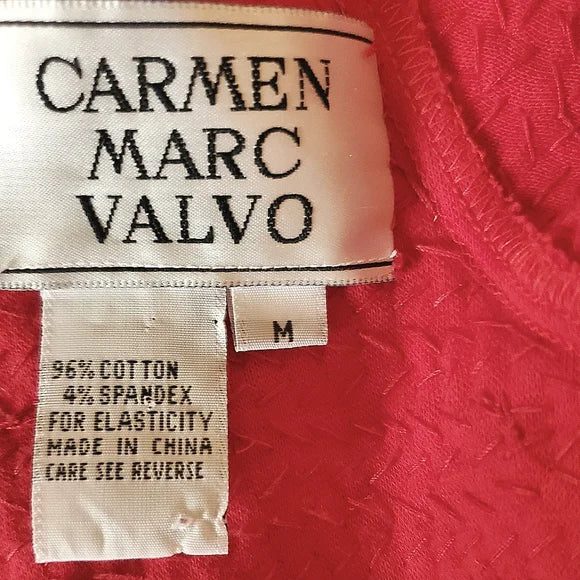 CARMEN
MARC
VALVO
M
96% COTTON
4% SPANDEX
FOR ELASTICITY
MADE IN CHINA
CARE SEE REVERSE